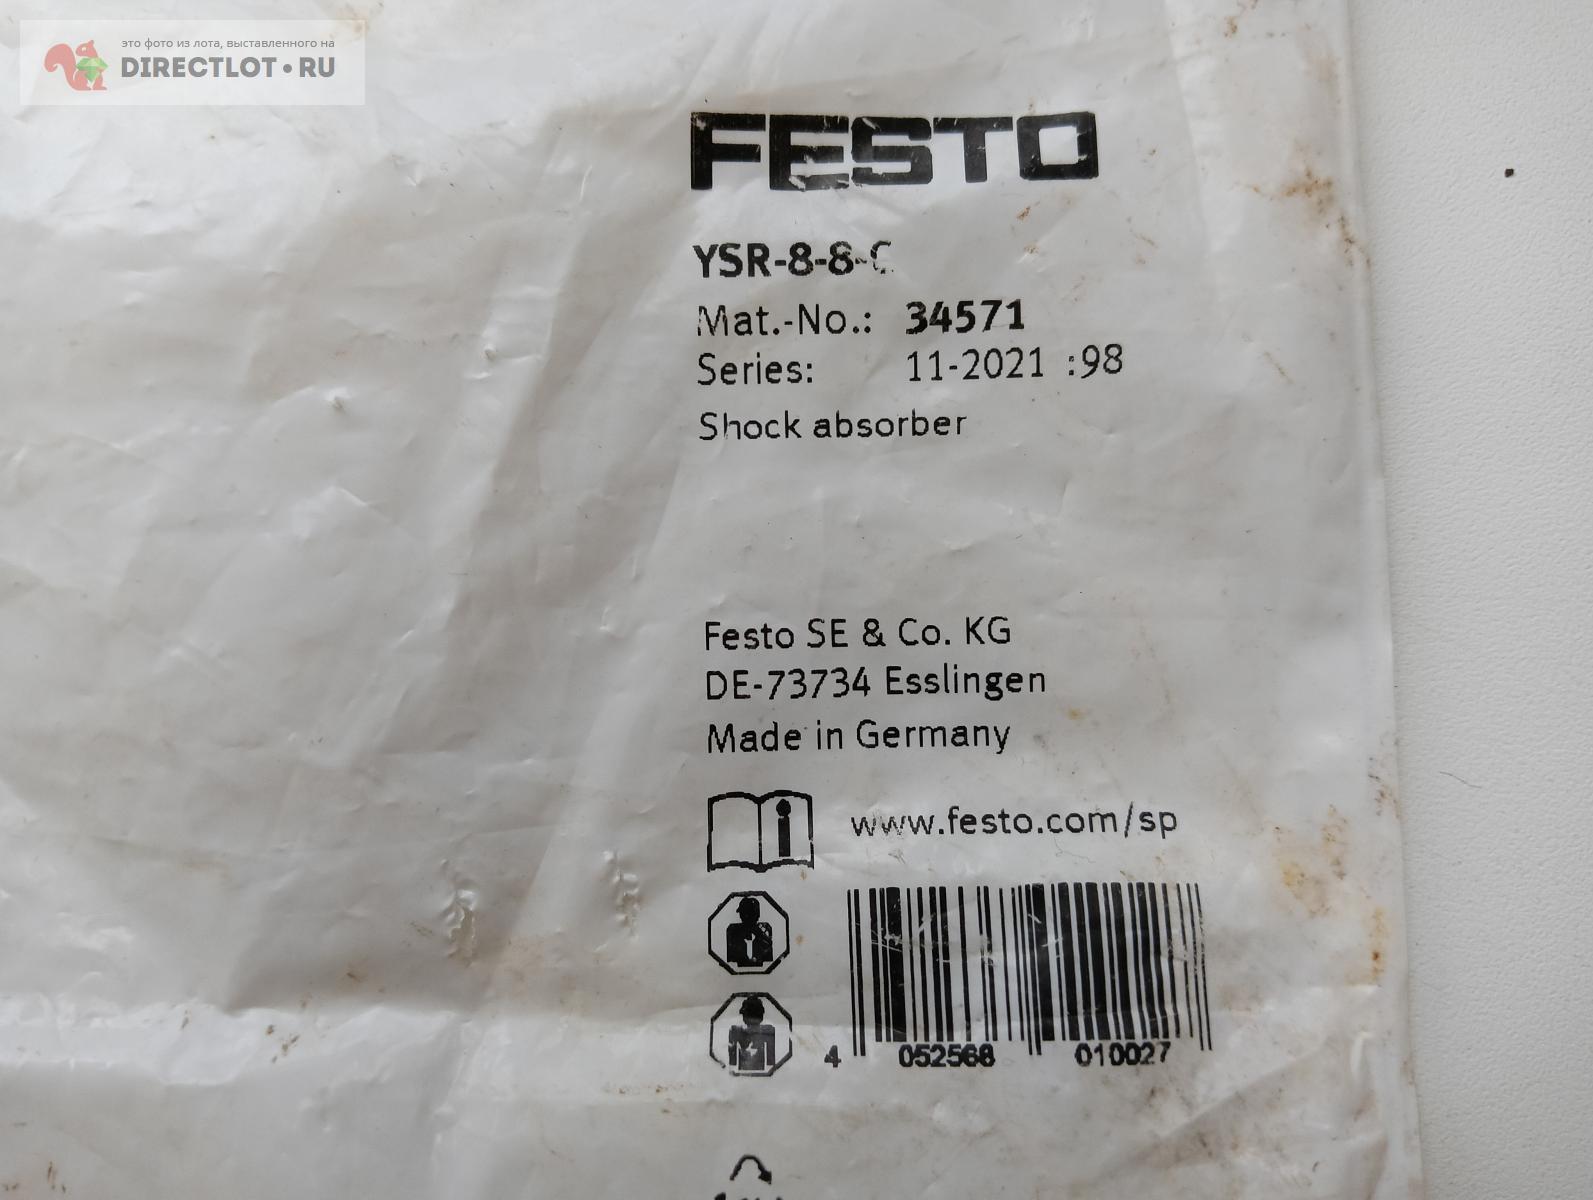 это фото из лота, выставленного на
DIRECTLOT•RU
FESTO
YSR-8-8-C
Mat.-No.: 34571
Series: 11-2021 :98
Shock absorber
Festo SE & Co. KG
DE-73734 Esslingen
Made in Germany
www.festo.com/sp
4 052568 010027